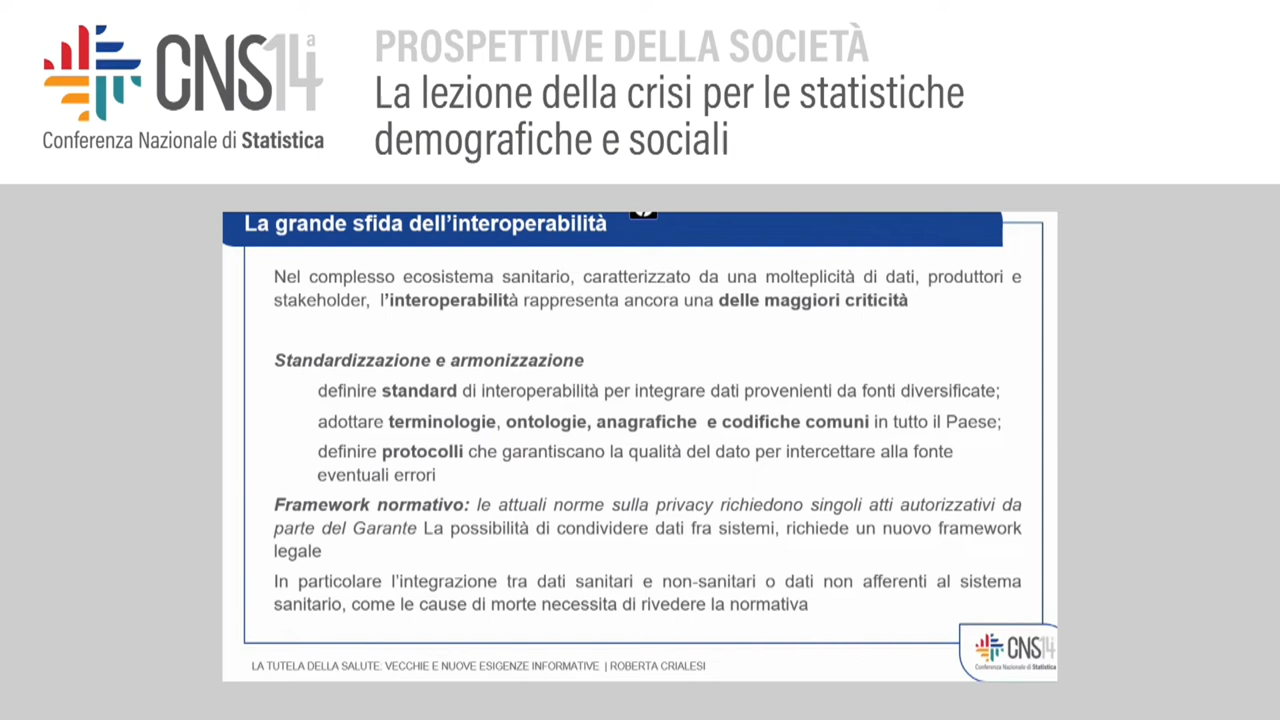 CNS14a
Conferenza Nazionale di Statistica
PROSPETTIVE DELLA SOCIETÀ
La lezione della crisi per le statistiche
demografiche e sociali
La grande sfida dell'interoperabilità
Nel complesso ecosistema sanitario, caratterizzato da una molteplicità di dati, produttori e
stakeholder, l'interoperabilità rappresenta ancora una delle maggiori criticità
Standardizzazione e armonizzazione
definire standard di interoperabilità per integrare dati provenienti da fonti diversificate;
adottare terminologie, ontologie, anagrafiche e codifiche comuni in tutto il Paese;
definire protocolli che garantiscano la qualità del dato per intercettare alla fonte
eventuali errori
Framework normativo: le attuali norme sulla privacy richiedono singoli atti autorizzativi da
parte del Garante La possibilità di condividere dati fra sistemi, richiede un nuovo framework
legale
In particolare l'integrazione tra dati sanitari e non-sanitari o dati non afferenti al sistema
sanitario, come le cause di morte necessita di rivedere la normativa
LA TUTELA DELLA SALUTE: VECCHIE E NUOVE ESIGENZE INFORMATIVE | ROBERTA CRIALESI
CNS14
Conferenza Nazionale di Statistica